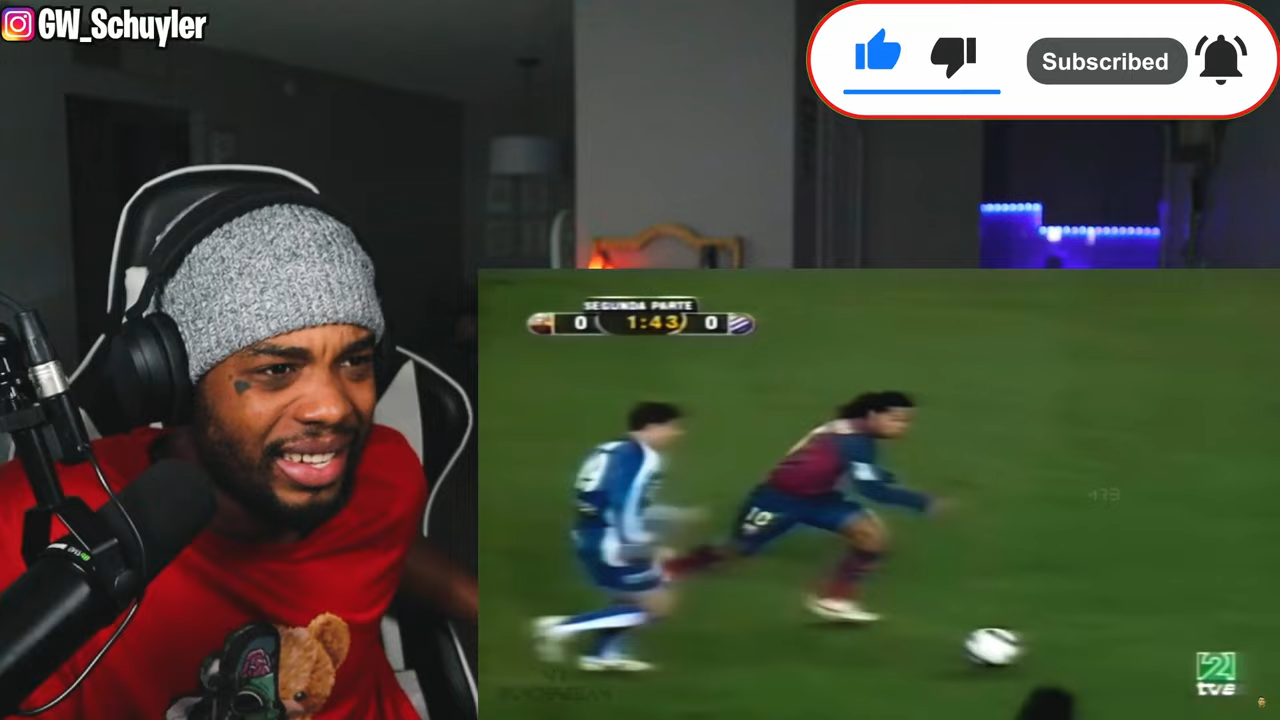 GW_Schuyler
Subscribed
SEGUNDA PARTE
0 1:43 0
10
2
tve